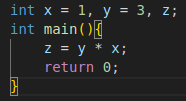 int x = 1, y = 3, z;
int main(){
    z = y * x;
    return 0;
}